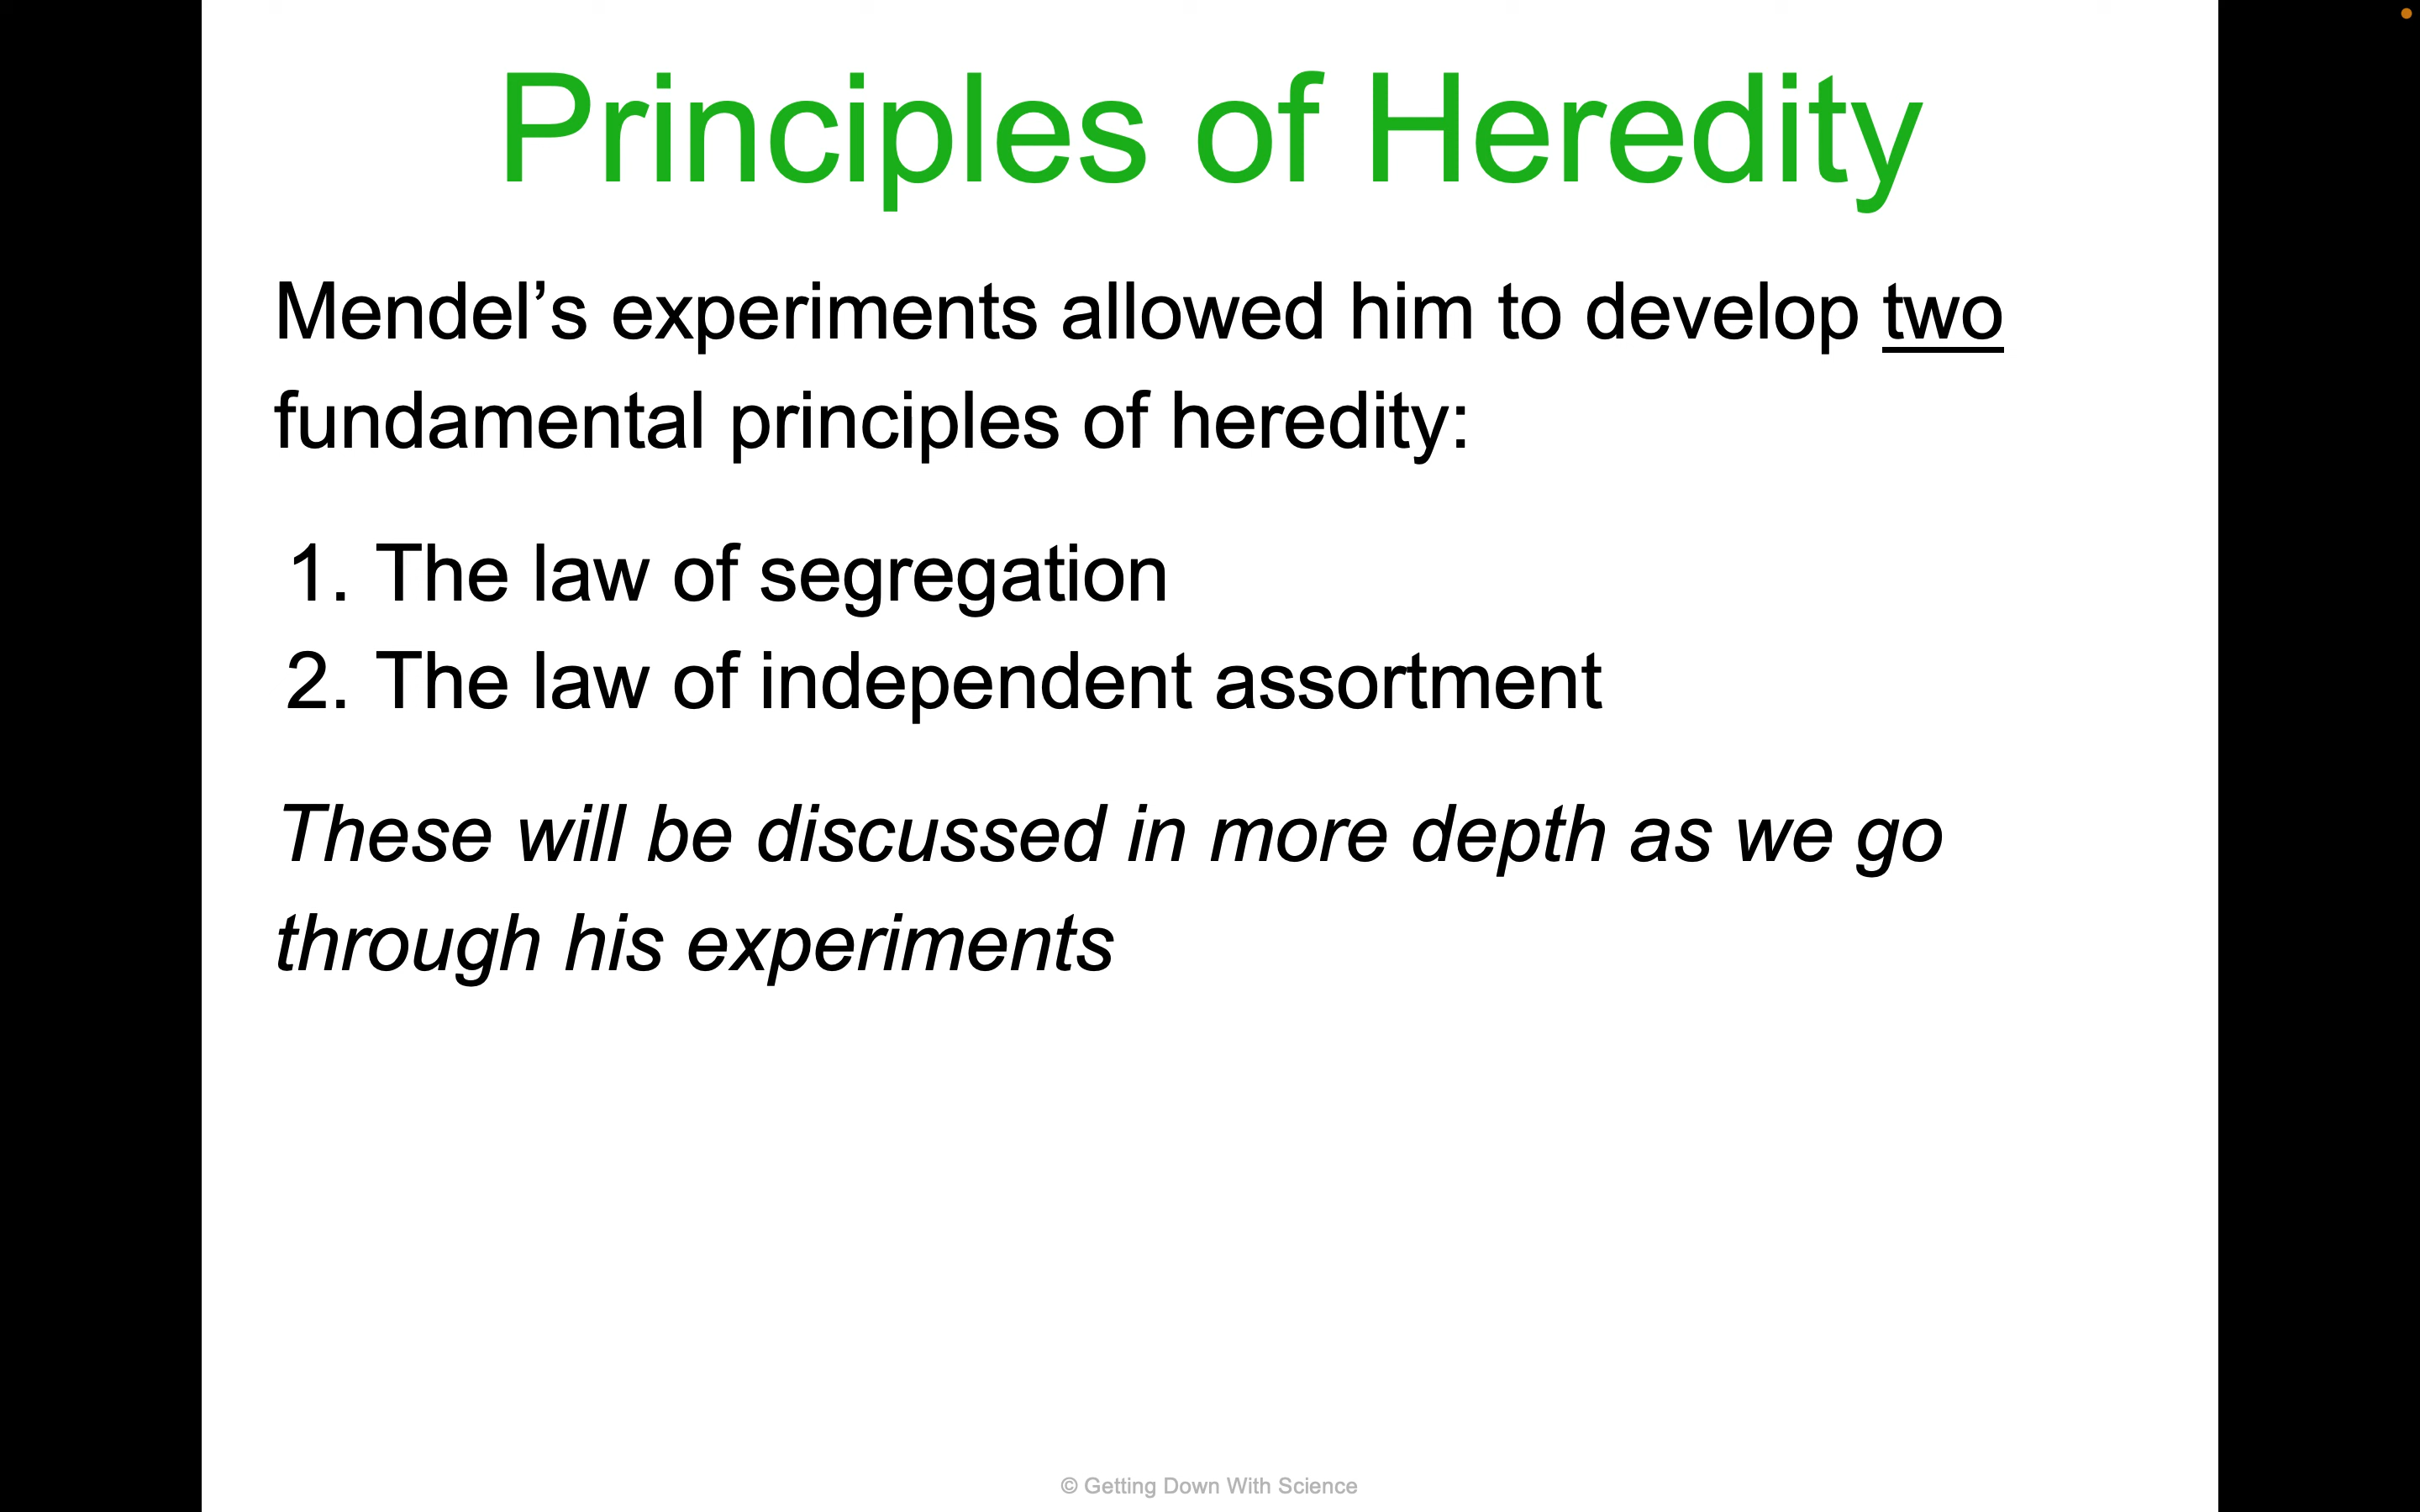 Principles of Heredity
Mendel’s experiments allowed him to develop two
fundamental principles of heredity:
1. The law of segregation
2. The law of independent assortment
These will be discussed in more depth as we go
through his experiments
© Getting Down With Science